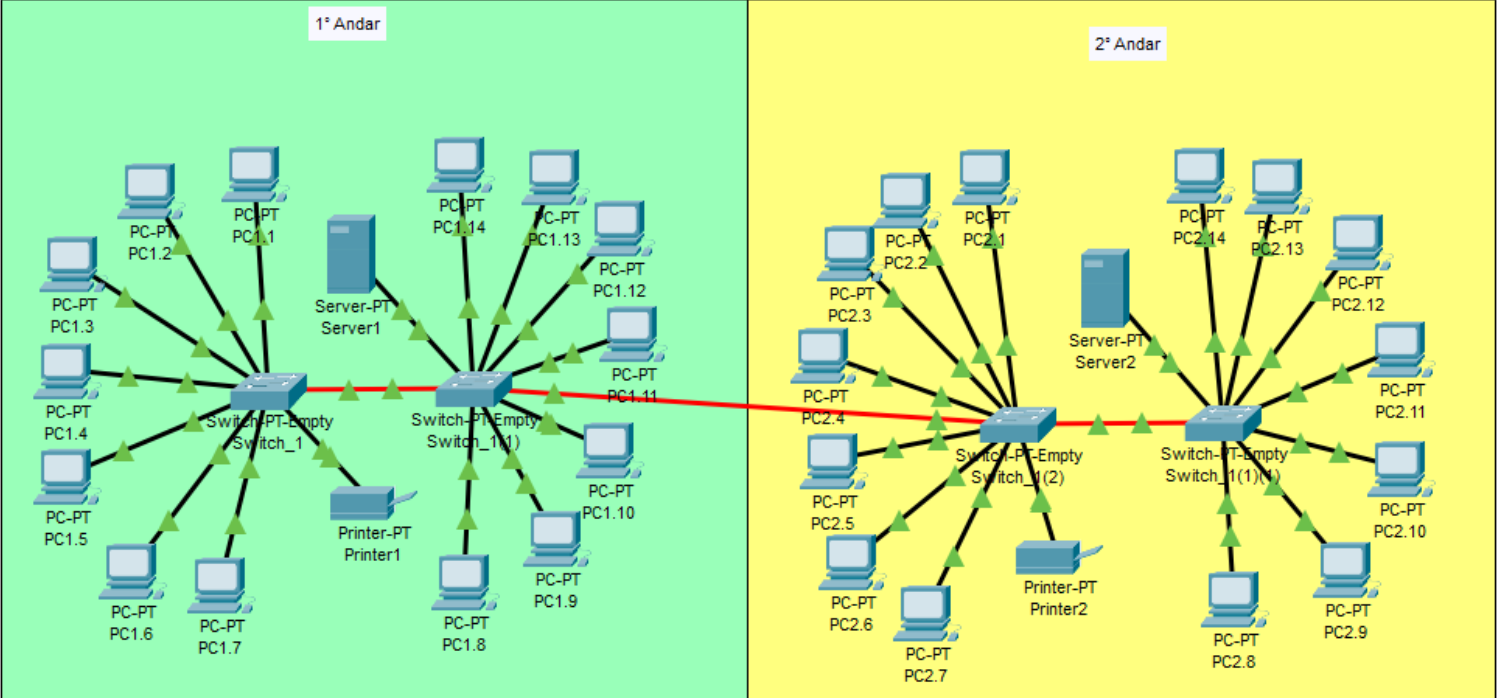 1° Andar
2° Andar
PC-PT
PC1.1
PC-PT
PC1.2
PC-PT
PC1.3
PC-PT
PC1.4
PC-PT
PC1.5
PC-PT
PC1.6
PC-PT
PC1.7
Switch-PT-Empty
Switch_1
Printer-PT
Printer1
Server-PT
Server1
PC-PT
PC1.14
PC-PT
PC1.13
PC-PT
PC1.12
PC-PT
PC1.11
PC-PT
PC1.10
PC-PT
PC1.9
PC-PT
PC1.8
Switch-PT-Empty
Switch_1(1)
PC-PT
PC2.1
PC-PT
PC2.2
PC-PT
PC2.3
PC-PT
PC2.4
PC-PT
PC2.5
PC-PT
PC2.6
PC-PT
PC2.7
Switch-PT-Empty
Switch_1(2)
Printer-PT
Printer2
Server-PT
Server2
PC-PT
PC2.14
PC-PT
PC2.13
PC-PT
PC2.12
PC-PT
PC2.11
PC-PT
PC2.10
PC-PT
PC2.9
PC-PT
PC2.8
Switch-PT-Empty
Switch_1(1)(1)